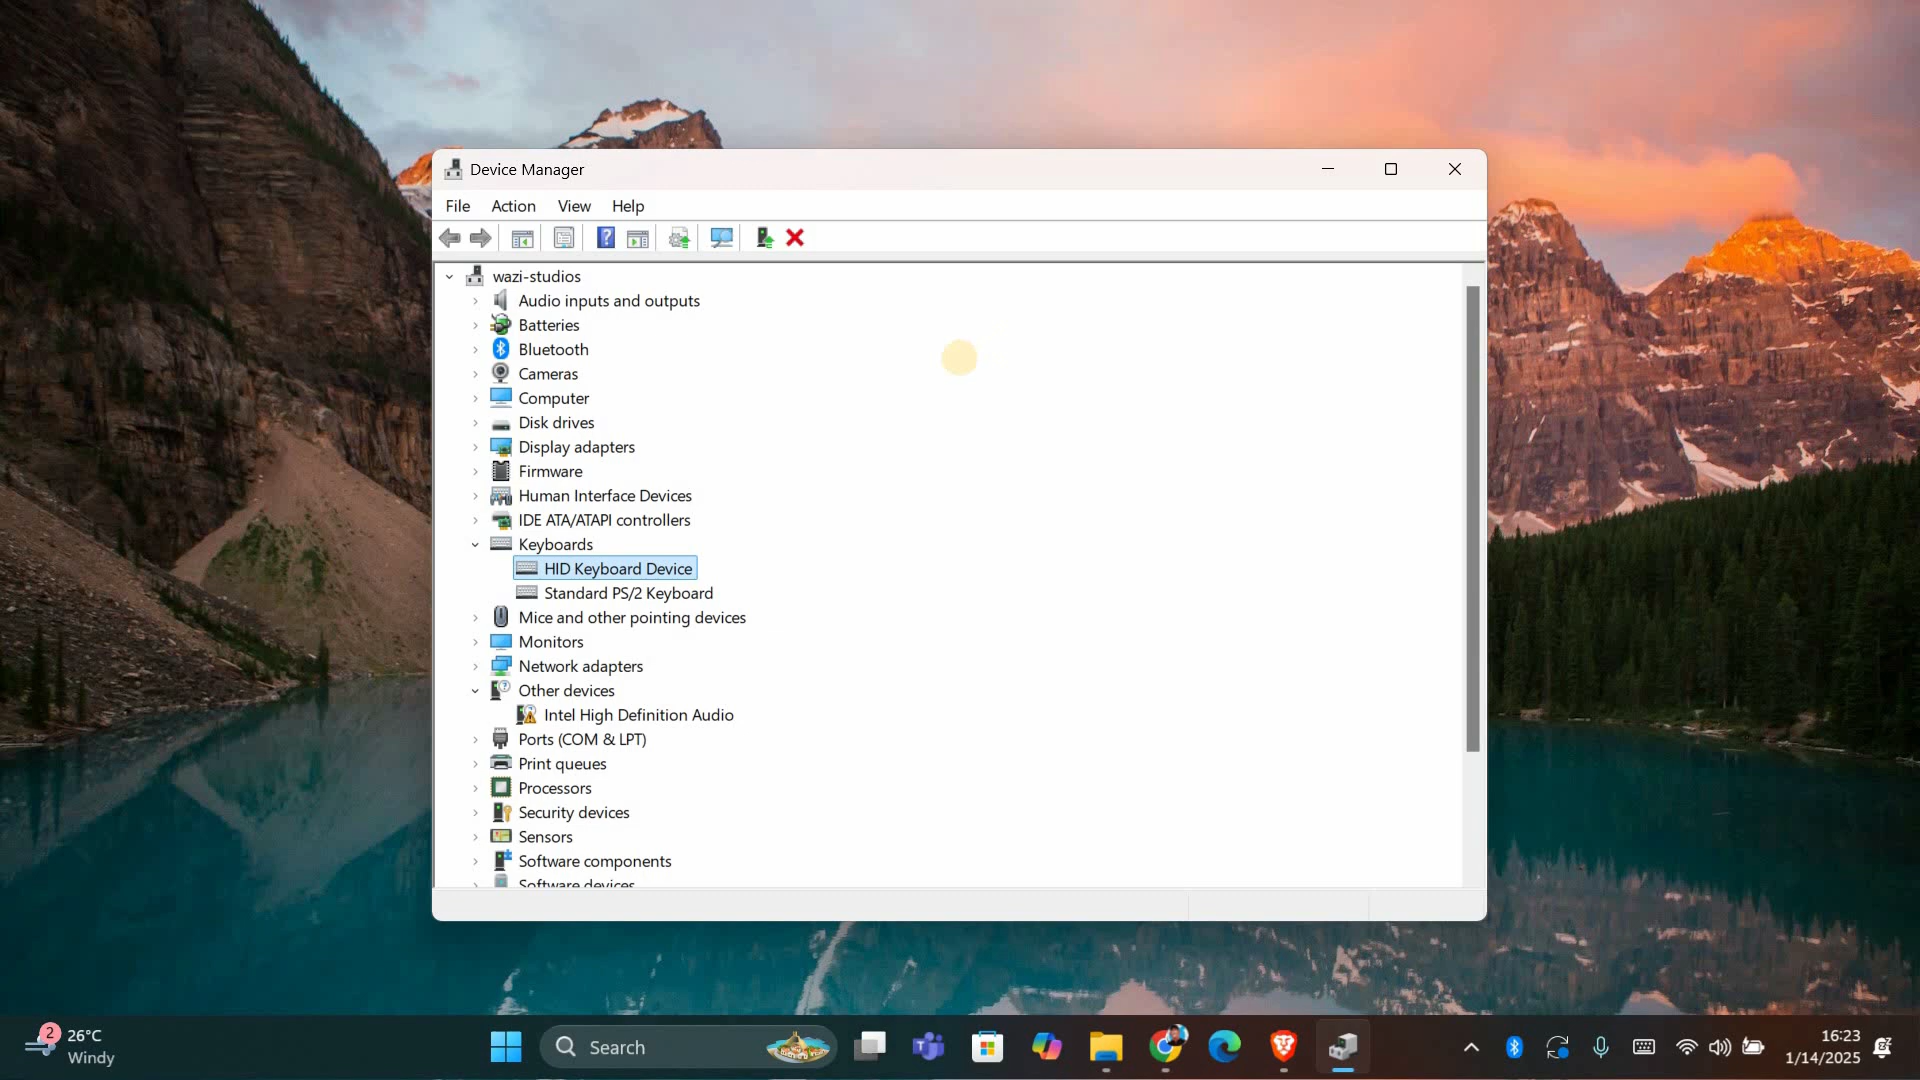 Device Manager
File Action View Help
wazi-studios
Audio inputs and outputs
Batteries
Bluetooth
Cameras
Computer
Disk drives
Display adapters
Firmware
Human Interface Devices
IDE ATA/ATAPI controllers
Keyboards
HID Keyboard Device
Standard PS/2 Keyboard
Mice and other pointing devices
Monitors
Network adapters
Other devices
Intel High Definition Audio
Ports (COM & LPT)
Print queues
Processors
Security devices
Sensors
Software components
Software devices
2
26°C
Windy
Search
16:23
1/14/2025